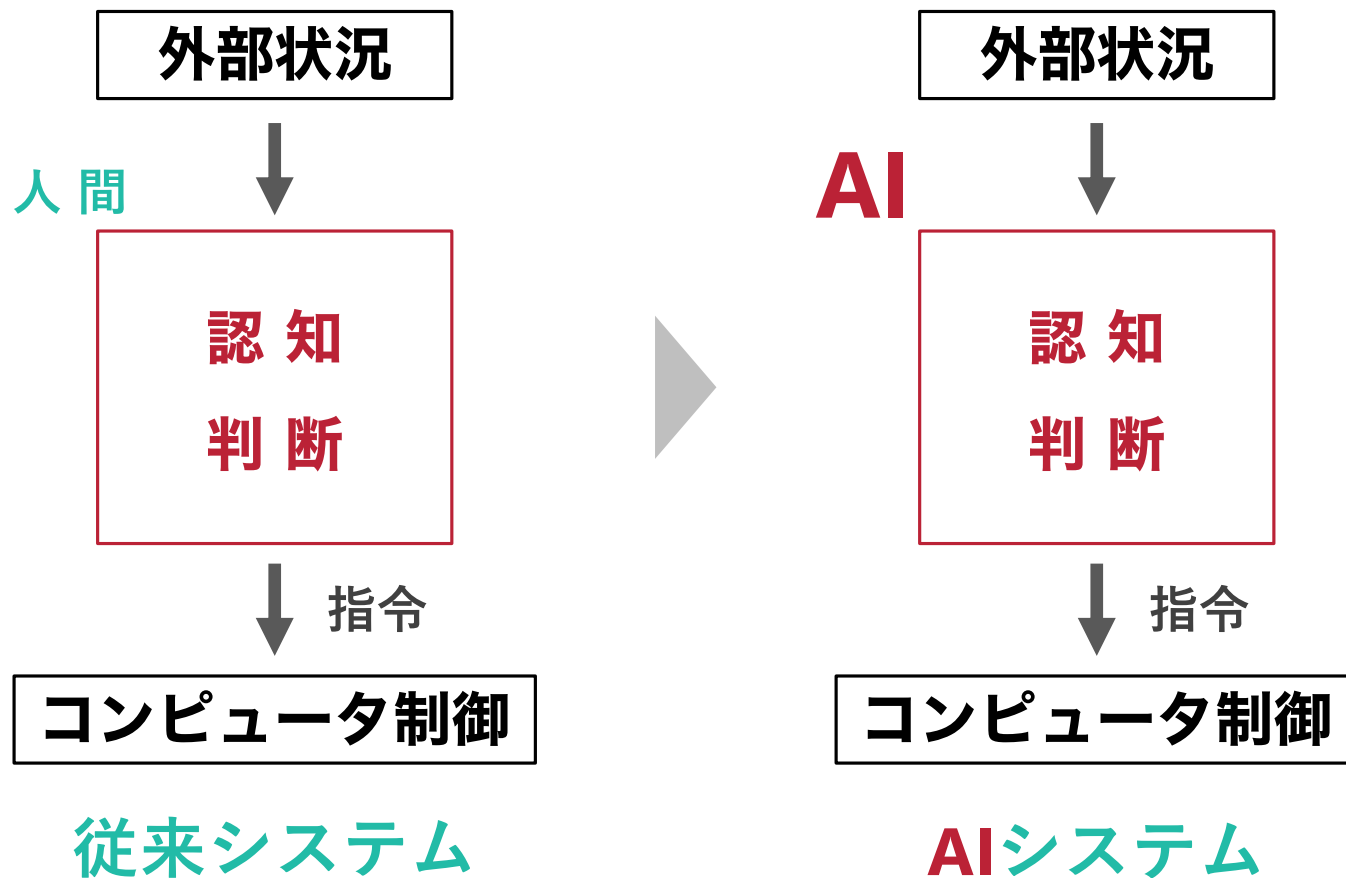 外部状況
人間
認知
判断
指令
コンピュータ制御
従来システム
外部状況
AI
認知
判断
指令
コンピュータ制御
AIシステム